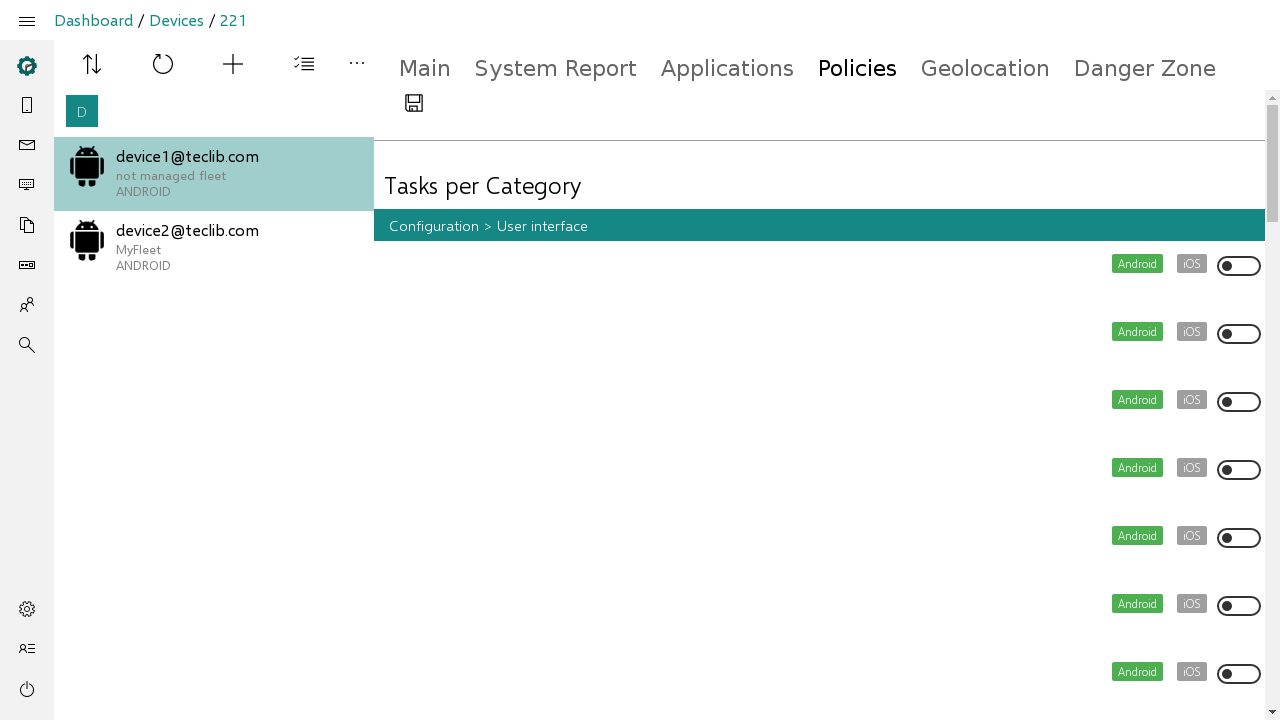 Dashboard / Devices / 221
Main System Report Applications Policies Geolocation Danger Zone
D
device1@teclib.com
not managed fleet
ANDROID
device2@teclib.com
MyFleet
ANDROID
Tasks per Category
Configuration > User interface
Android iOS
Android iOS
Android iOS
Android iOS
Android iOS
Android iOS
Android iOS